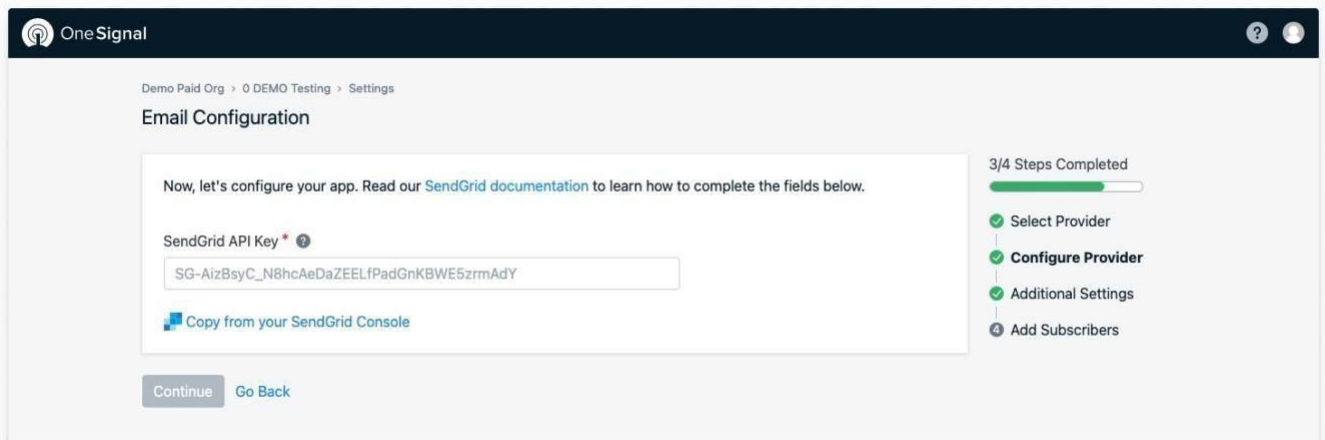 OneSignal
Demo Paid Org > 0 DEMO Testing > Settings
Email Configuration
Now, let's configure your app. Read our SendGrid documentation to learn how to complete the fields below.
SendGrid API Key * ?
SG-AizBsyC_N8hcAeDaZEELfPadGnKBWE5zrmAdY
Copy from your SendGrid Console
Continue Go Back
3/4 Steps Completed
Select Provider
Configure Provider
Additional Settings
4 Add Subscribers